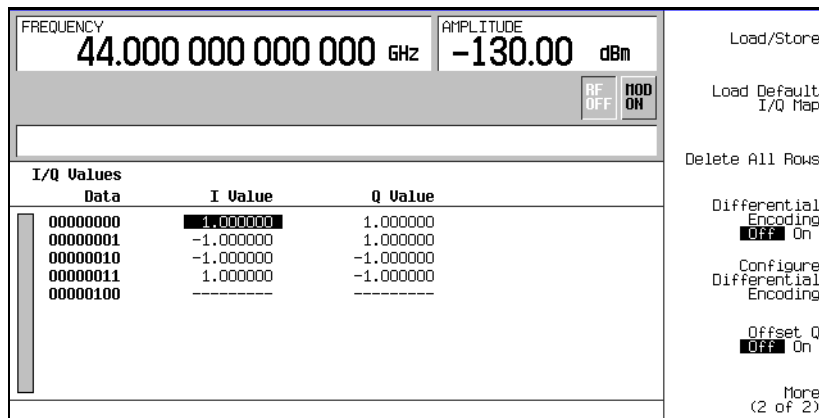 FREQUENCY
44.000 000 000 000 GHz
AMPLITUDE
-130.00 dBm
RF OFF
MOD ON
I/Q Values
Data I Value Q Value
00000000 1.000000 1.000000
00000001 -1.000000 1.000000
00000010 -1.000000 -1.000000
00000011 1.000000 -1.000000
00000100 --------- ---------
Load/Store
Load Default
I/Q Map
Delete All Rows
Differential
Encoding
Off On
Configure
Differential
Encoding
Offset Q
Off On
More
(2 of 2)